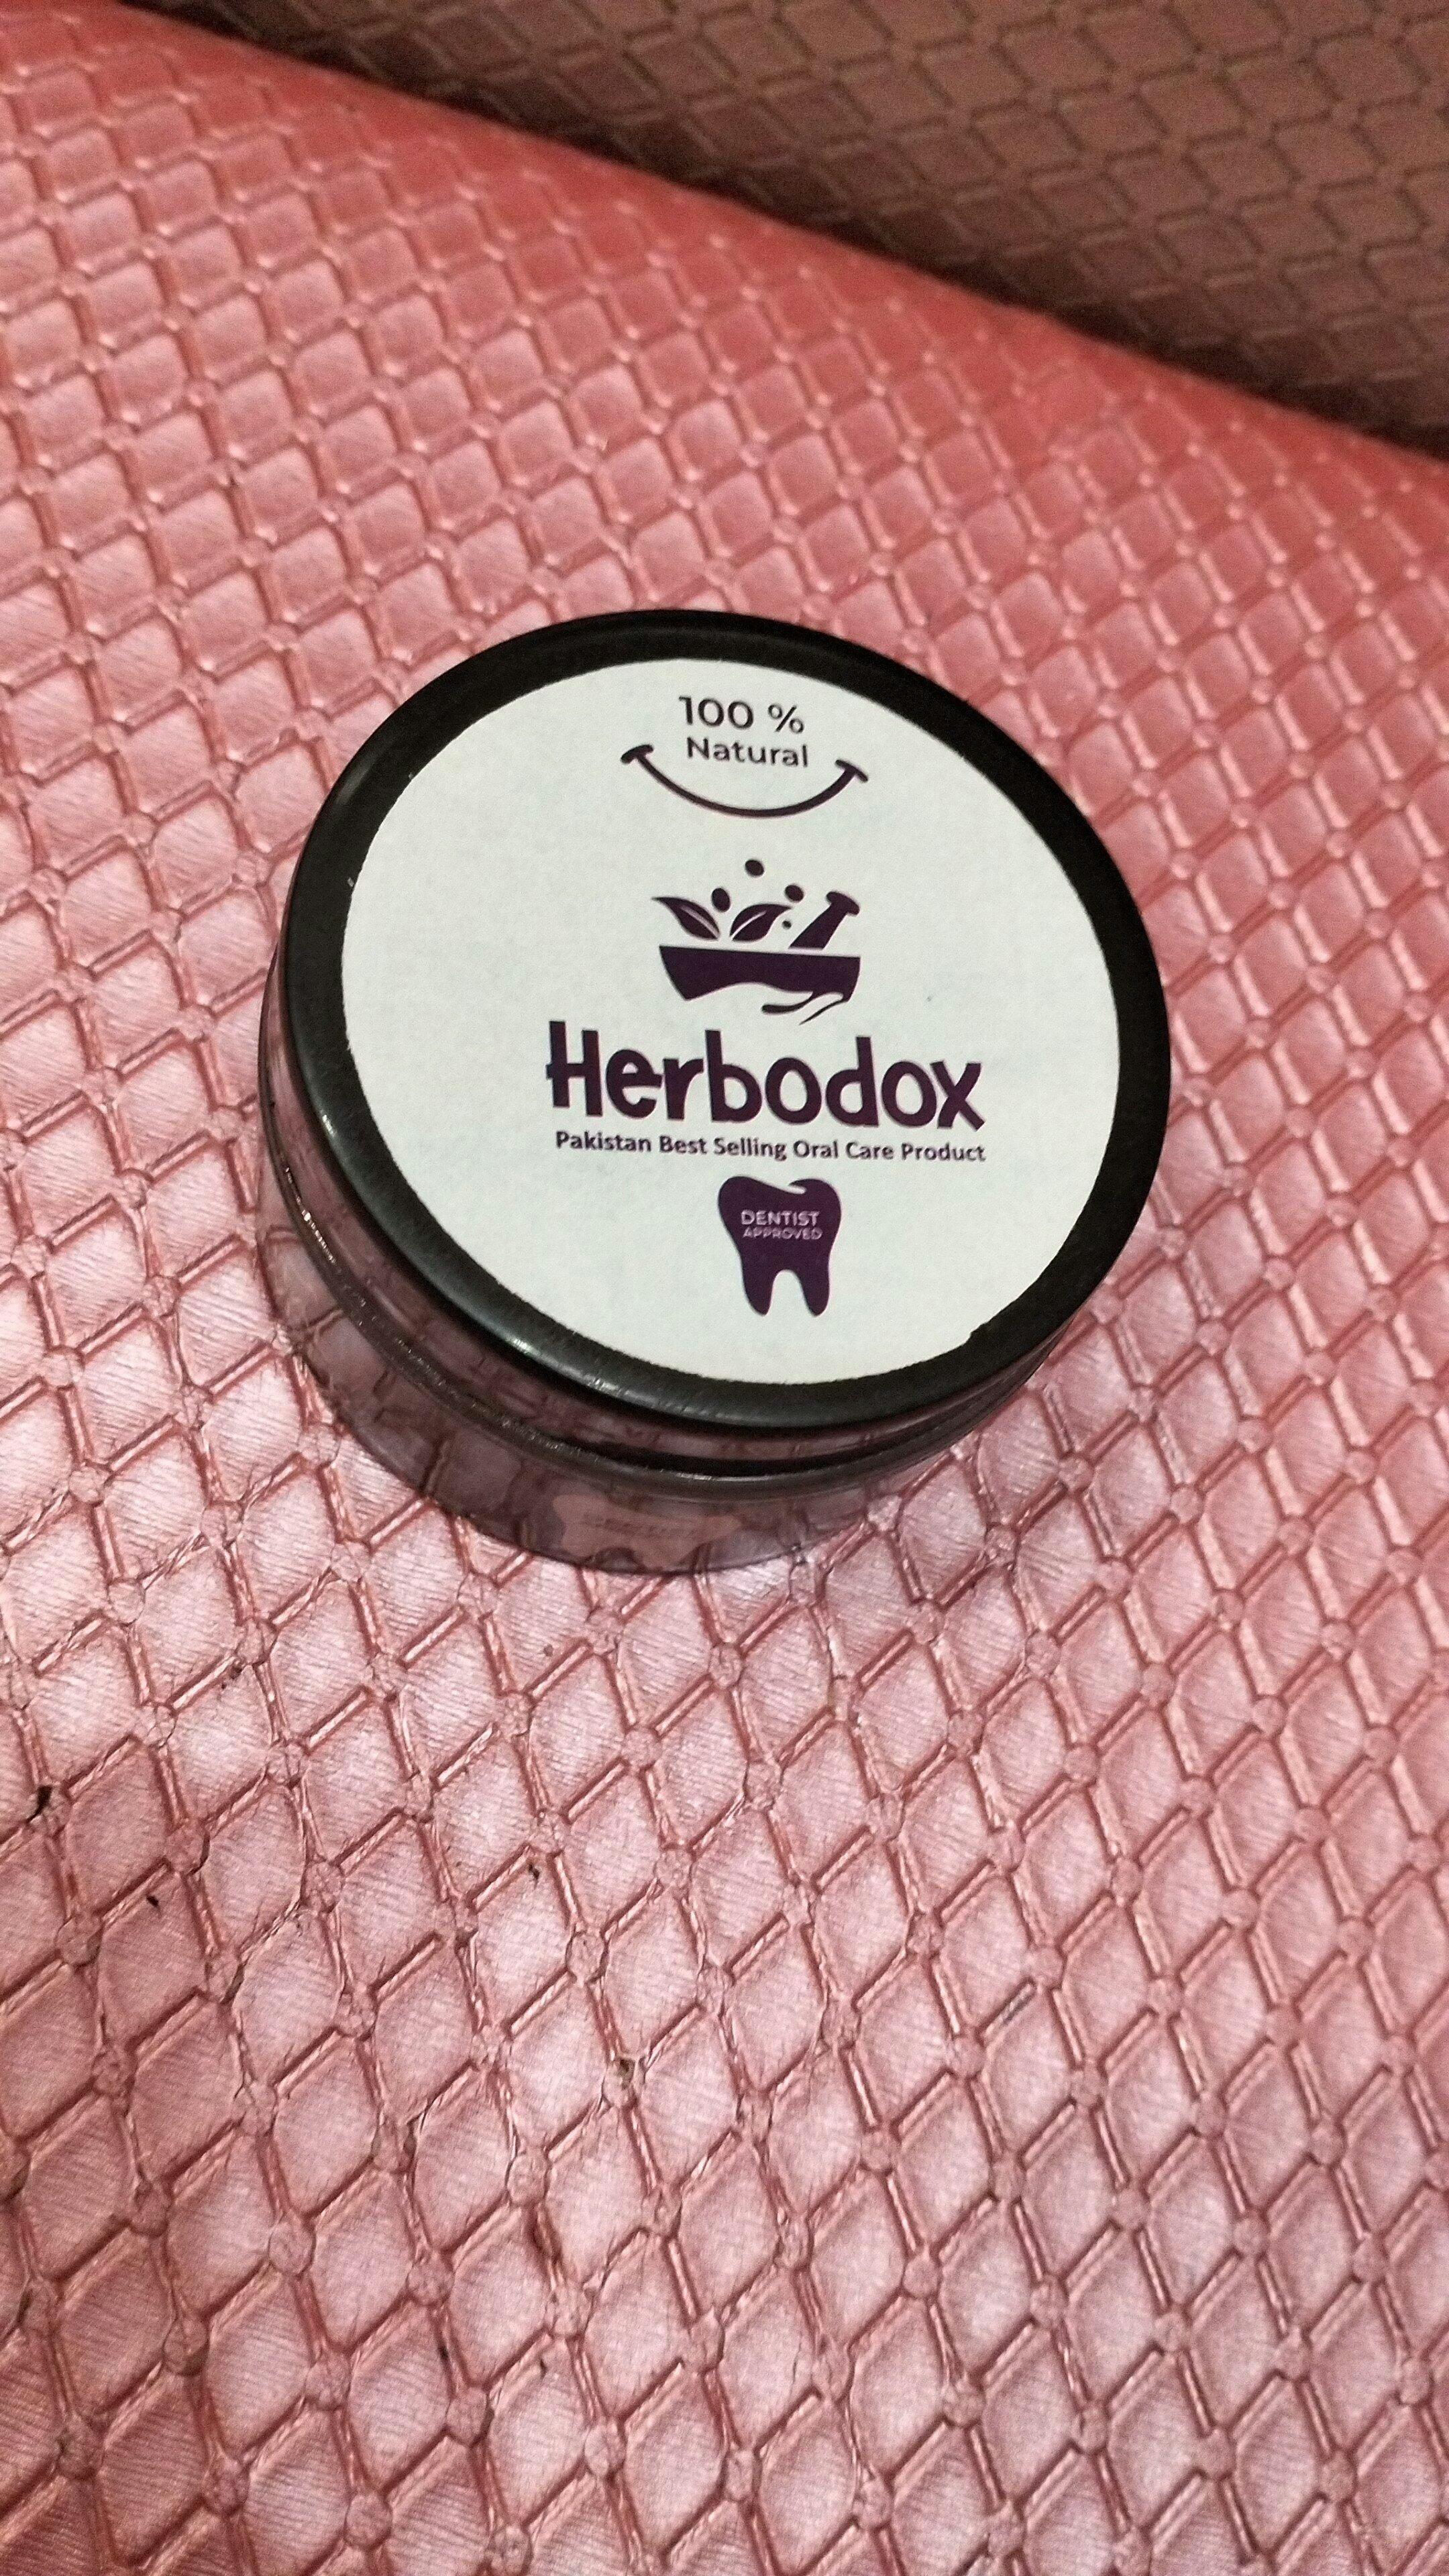 100 %
Natural
Herbodox
Pakistan Best Selling Oral Care Product
DENTIST
APPROVED